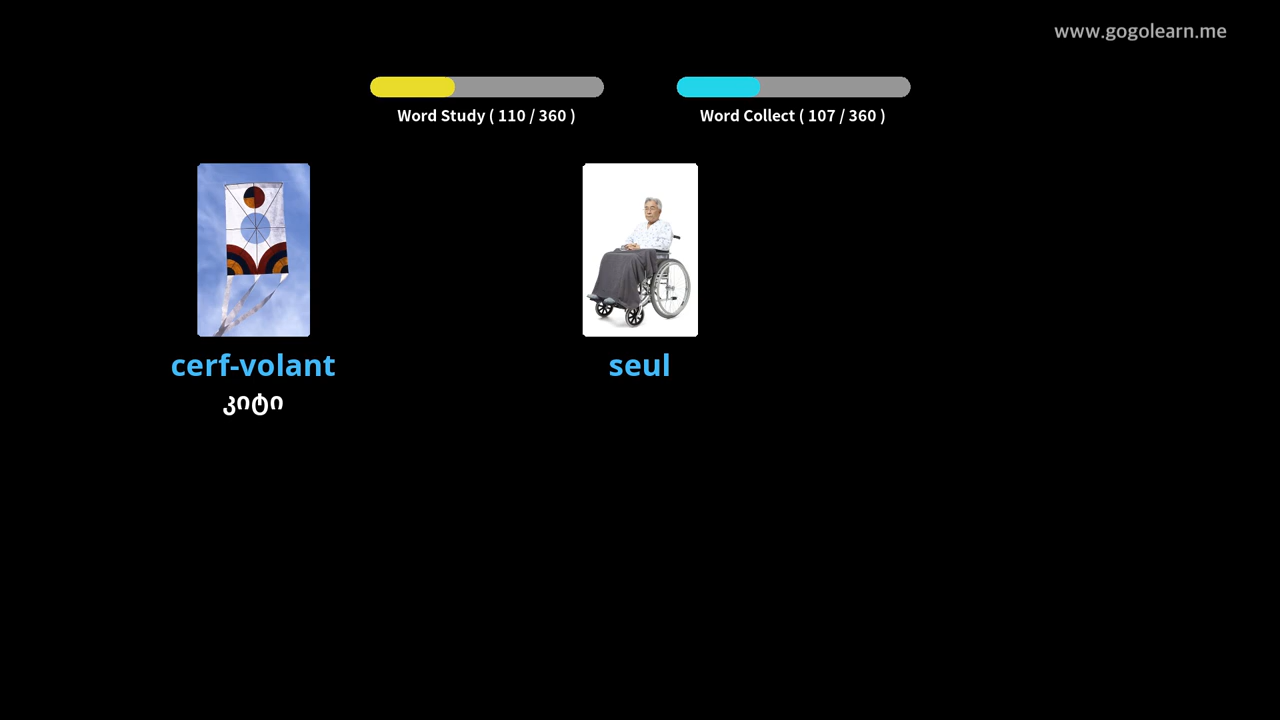 www.gogolearn.me
Word Study ( 110 / 360 )
Word Collect ( 107 / 360 )
cerf-volant
კიტი
seul